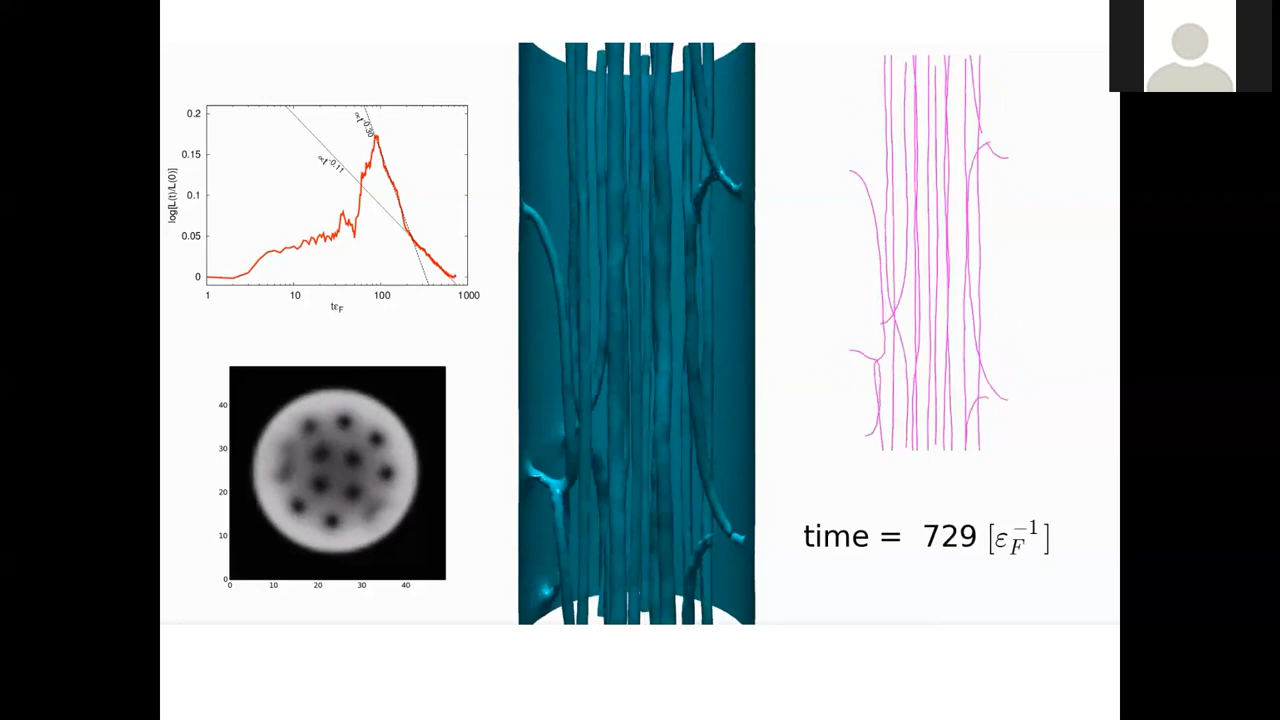 0.2
0.15
0.1
0.05
0
log[L(t)/L(0)]
∝t^-0.11
∝t^-0.30
1 10 100 1000
tε_F
40
30
20
10
0
0 10 20 30 40
time = 729 [ε_F^-1]